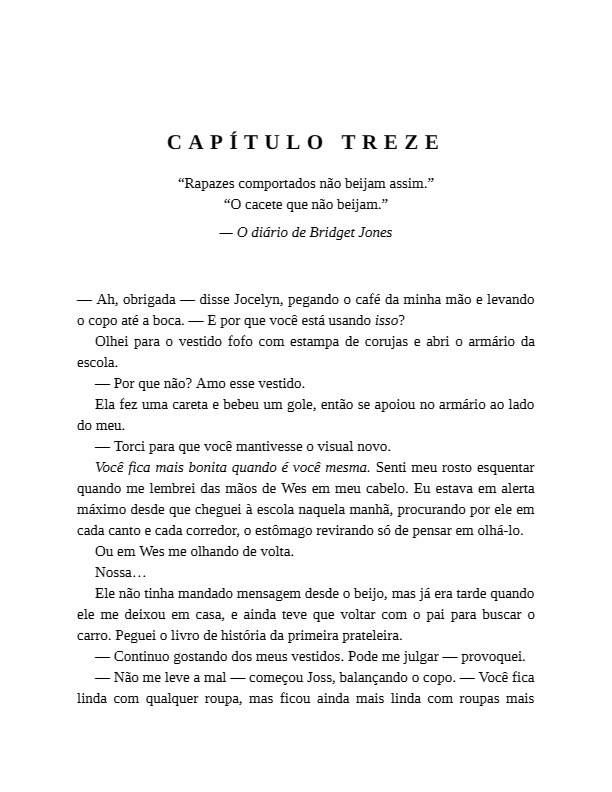 CAPÍTULO TREZE
“Rapazes comportados não beijam assim.”
“O cacete que não beijam.”
— O diário de Bridget Jones
— Ah, obrigada — disse Jocelyn, pegando o café da minha mão e levando
o copo até a boca. — E por que você está usando isso?
Olhei para o vestido fofo com estampa de corujas e abri o armário da
escola.
— Por que não? Amo esse vestido.
Ela fez uma careta e bebeu um gole, então se apoiou no armário ao lado
do meu.
— Torci para que você mantivesse o visual novo.
Você fica mais bonita quando é você mesma. Senti meu rosto esquentar
quando me lembrei das mãos de Wes em meu cabelo. Eu estava em alerta
máximo desde que cheguei à escola naquela manhã, procurando por ele em
cada canto e cada corredor, o estômago revirando só de pensar em olhá-lo.
Ou em Wes me olhando de volta.
Nossa…
Ele não tinha mandado mensagem desde o beijo, mas já era tarde quando
ele me deixou em casa, e ainda teve que voltar com o pai para buscar o
carro. Peguei o livro de história da primeira prateleira.
— Continuo gostando dos meus vestidos. Pode me julgar — provoquei.
— Não me leve a mal — começou Joss, balançando o copo. — Você fica
linda com qualquer roupa, mas ficou ainda mais linda com roupas mais